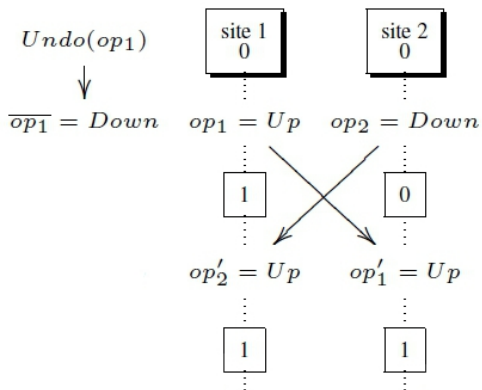 Undo(op₁)
site 1
0
site 2
0
o̅p̅₁̅ = Down
op₁ = Up
op₂ = Down
1
0
op′₂ = Up
op′₁ = Up
1
1